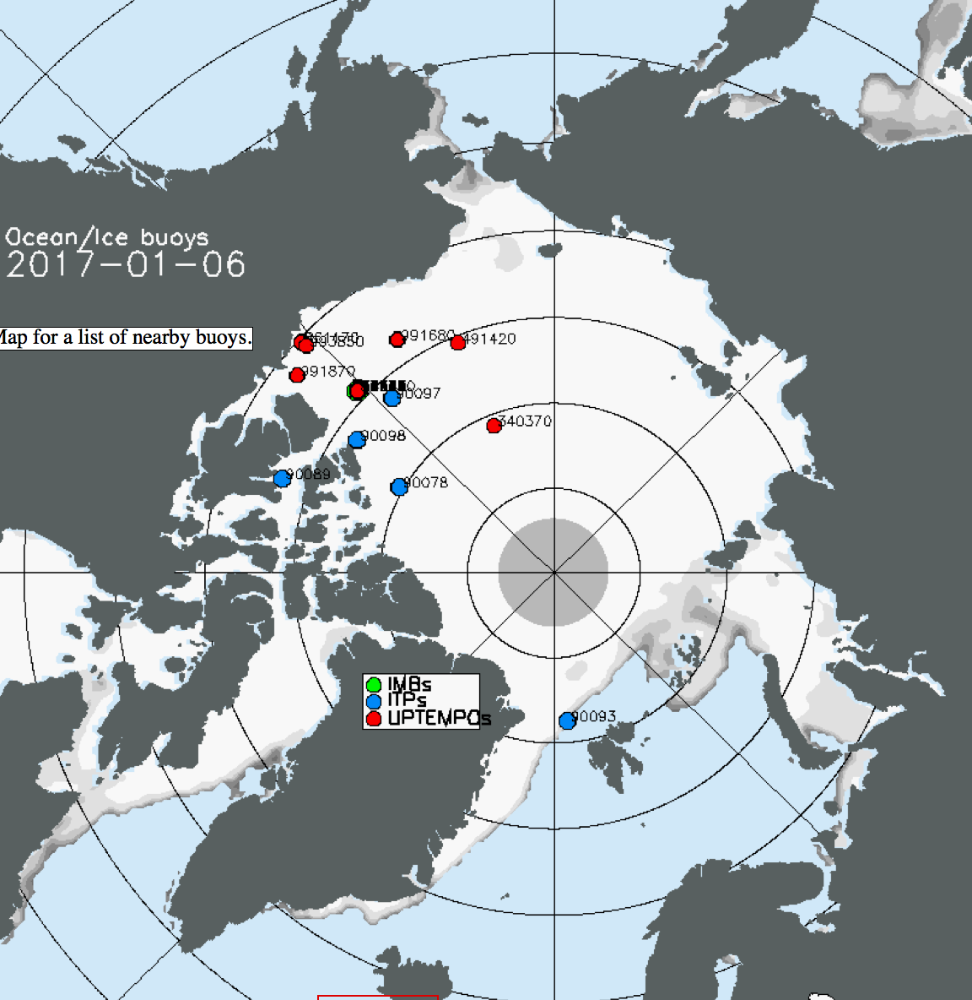 Ocean/Ice buoys
2017-01-06
Map for a list of nearby buoys.
991680
491420
991870
90097
340370
90098
90089
90078
IMBs
ITPs
UPTEMPOs
90093